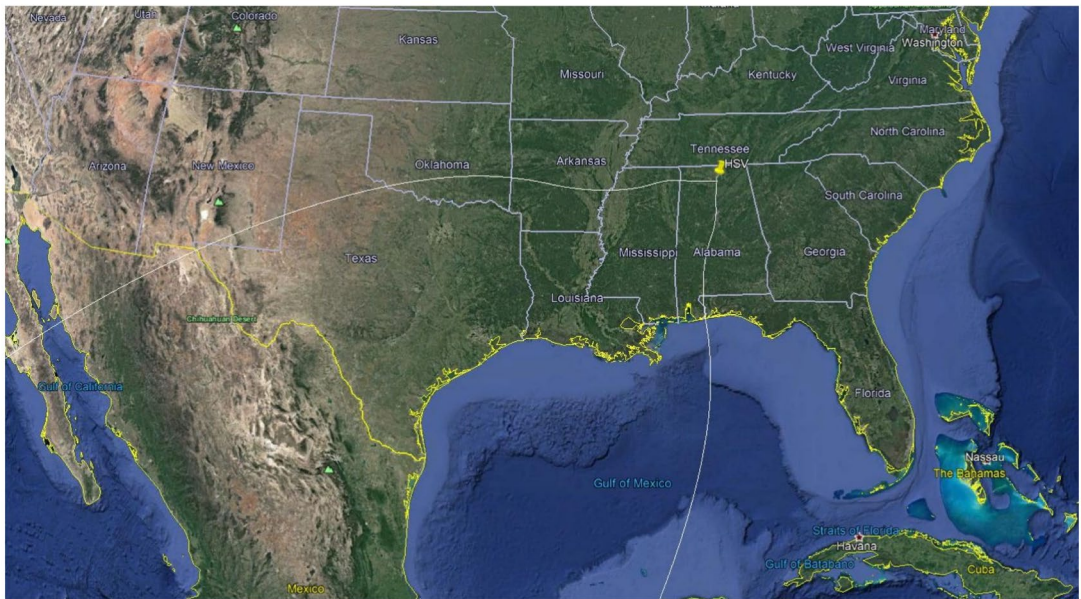 Nevada
Utah
Colorado
Kansas
Missouri
Kentucky
West Virginia
Maryland
Washington
Virginia
Arizona
New Mexico
Oklahoma
Arkansas
Tennessee
HSV
North Carolina
South Carolina
Texas
Mississippi
Alabama
Georgia
Louisiana
Chihuahuan Desert
Gulf of California
Florida
Gulf of Mexico
Nassau
The Bahamas
Straits of Florida
Havana
Gulf of Batabano
Cuba
Mexico